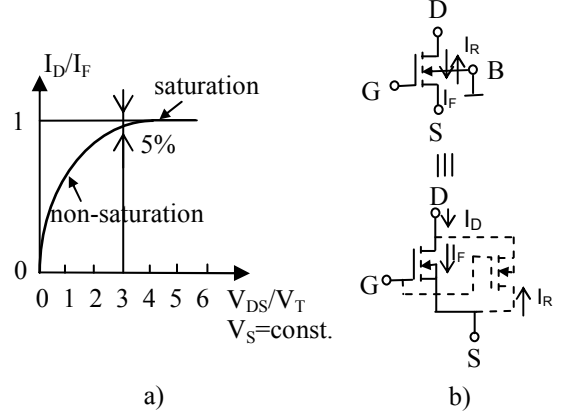 I_D/I_F
saturation
1
5%
non-saturation
0
0 1 2 3 4 5 6 V_DS/V_T
V_S=const.
a)
D
I_R
B
G
I_F
S
D
I_D
I_F
G
I_R
S
b)